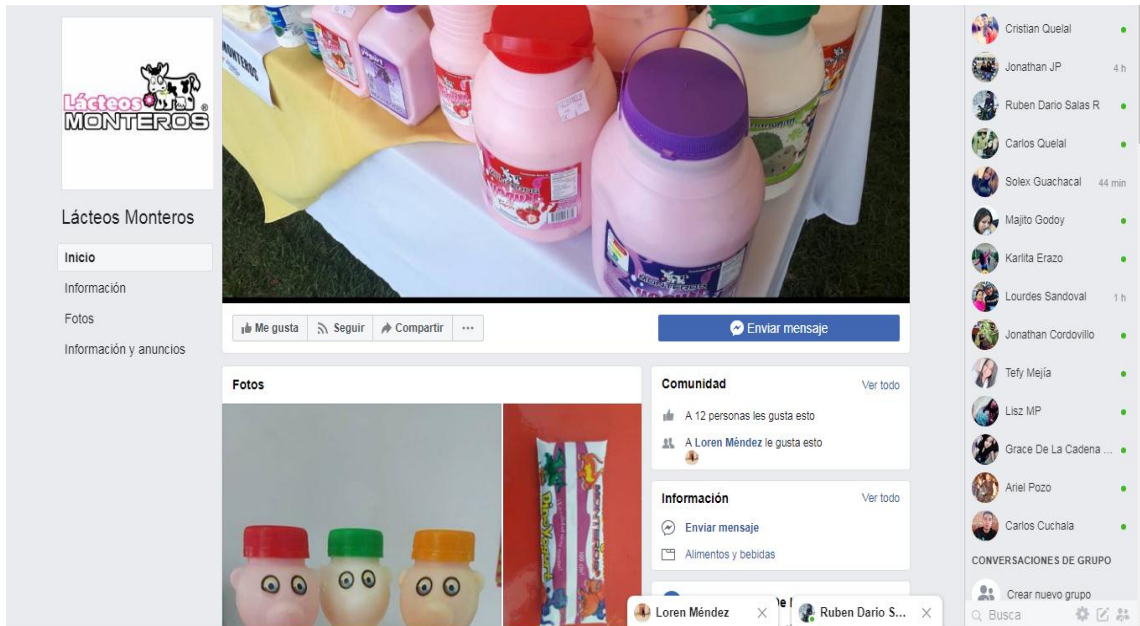 Lácteos
MONTEROS
®
Lácteos Monteros
Inicio
Información
Fotos
Información y anuncios
MONTEROS
Me gusta
Seguir
Compartir
...
Enviar mensaje
Fotos
Comunidad
Ver todo
A 12 personas les gusta esto
A Loren Méndez le gusta esto
Información
Ver todo
Enviar mensaje
Alimentos y bebidas
Loren Méndez
Ruben Dario S...
Cristian Quelal
Jonathan JP 4 h
Ruben Dario Salas R
Carlos Quelal
Solex Guachacal 44 min
Majito Godoy
Karlita Erazo
Lourdes Sandoval 1 h
Jonathan Cordovillo
Tefy Mejía
Lisz MP
Grace De La Cadena ...
Ariel Pozo
Carlos Cuchala
CONVERSACIONES DE GRUPO
Crear nuevo grupo
Busca